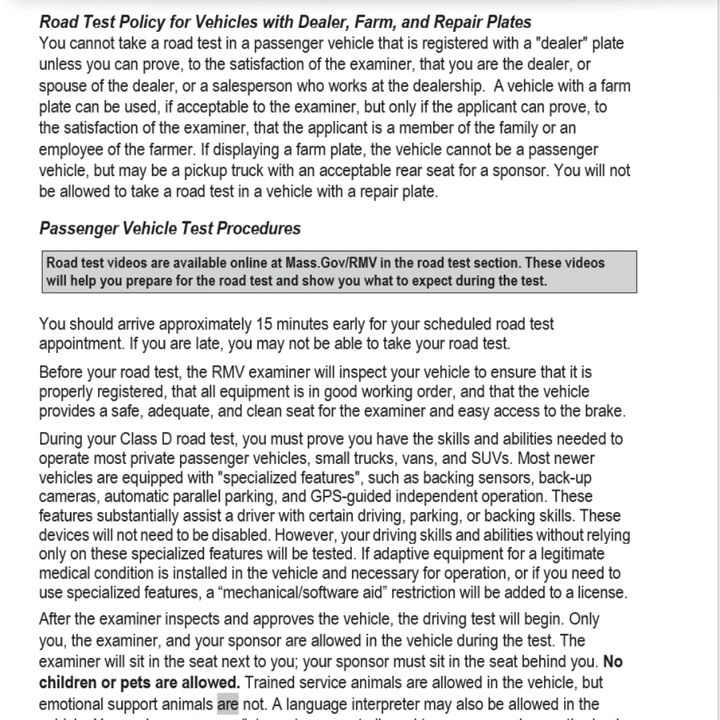 Road Test Policy for Vehicles with Dealer, Farm, and Repair Plates
You cannot take a road test in a passenger vehicle that is registered with a "dealer" plate
unless you can prove, to the satisfaction of the examiner, that you are the dealer, or
spouse of the dealer, or a salesperson who works at the dealership. A vehicle with a farm
plate can be used, if acceptable to the examiner, but only if the applicant can prove, to
the satisfaction of the examiner, that the applicant is a member of the family or an
employee of the farmer. If displaying a farm plate, the vehicle cannot be a passenger
vehicle, but may be a pickup truck with an acceptable rear seat for a sponsor. You will not
be allowed to take a road test in a vehicle with a repair plate.
Passenger Vehicle Test Procedures
Road test videos are available online at Mass.Gov/RMV in the road test section. These videos
will help you prepare for the road test and show you what to expect during the test.
You should arrive approximately 15 minutes early for your scheduled road test
appointment. If you are late, you may not be able to take your road test.
Before your road test, the RMV examiner will inspect your vehicle to ensure that it is
properly registered, that all equipment is in good working order, and that the vehicle
provides a safe, adequate, and clean seat for the examiner and easy access to the brake.
During your Class D road test, you must prove you have the skills and abilities needed to
operate most private passenger vehicles, small trucks, vans, and SUVs. Most newer
vehicles are equipped with "specialized features", such as backing sensors, back-up
cameras, automatic parallel parking, and GPS-guided independent operation. These
features substantially assist a driver with certain driving, parking, or backing skills. These
devices will not need to be disabled. However, your driving skills and abilities without relying
only on these specialized features will be tested. If adaptive equipment for a legitimate
medical condition is installed in the vehicle and necessary for operation, or if you need to
use specialized features, a “mechanical/software aid” restriction will be added to a license.
After the examiner inspects and approves the vehicle, the driving test will begin. Only
you, the examiner, and your sponsor are allowed in the vehicle during the test. The
examiner will sit in the seat next to you; your sponsor must sit in the seat behind you. No
children or pets are allowed. Trained service animals are allowed in the vehicle, but
emotional support animals are not. A language interpreter may also be allowed in the